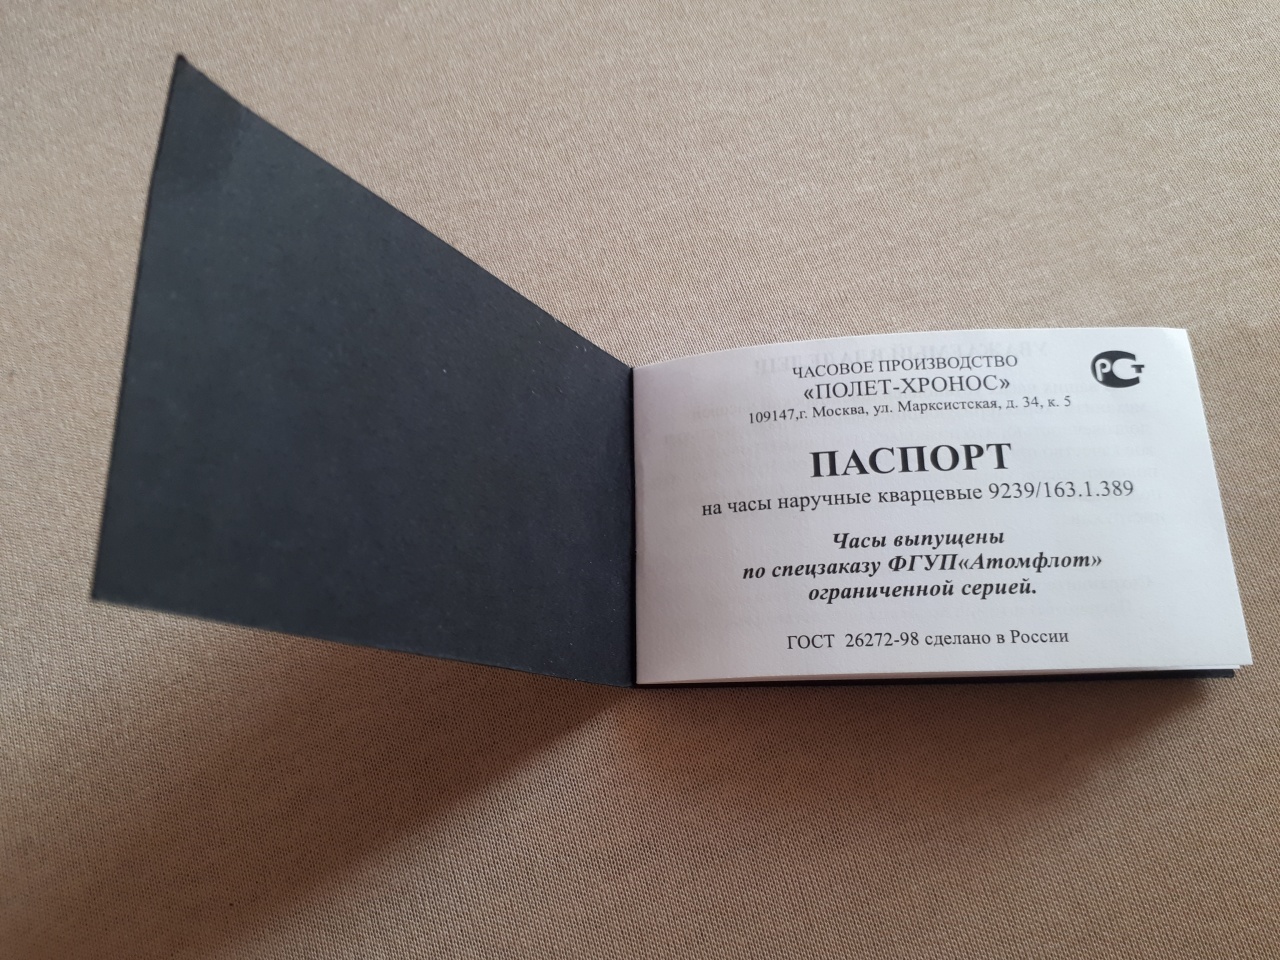 ЧАСОВОЕ ПРОИЗВОДСТВО
«ПОЛЕТ-ХРОНОС»
109147,г. Москва, ул. Марксистская, д. 34, к. 5
РСТ
ПАСПОРТ
на часы наручные кварцевые 9239/163.1.389
Часы выпущены
по спецзаказу ФГУП«Атомфлот»
ограниченной серией.
ГОСТ 26272-98 сделано в России